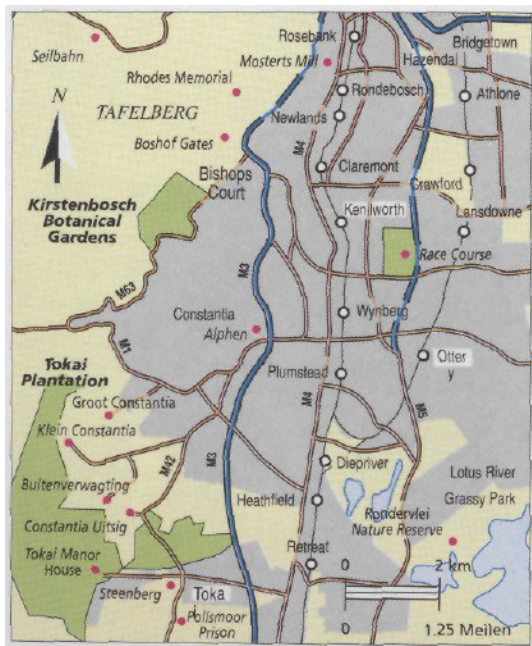 Rosebank
Bridgetown
Seilbahn
Mosterts Mill
Hazendal
Rhodes Memorial
Rondebosch
Athlone
N
TAFELBERG
Newlands
Boshof Gates
M4
Bishops
Court
Claremont
Crawford
Kirstenbosch
Botanical
Gardens
Kenilworth
Lansdowne
Race Course
M3
M63
Constantia
Alphen
Wynberg
M1
Tokai
Plantation
Otter
y
Plumstead
Groot Constantia
M4
M5
Klein Constantia
M42
M3
Diepriver
Lotus River
Buitenverwagting
Heathfield
Grassy Park
Rondervlei
Nature Reserve
Constantia Uitsig
Tokai Manor
House
Retreat
0
2 km
Steenberg
Toka
i
Pollsmoor
Prison
0
1.25 Meilen